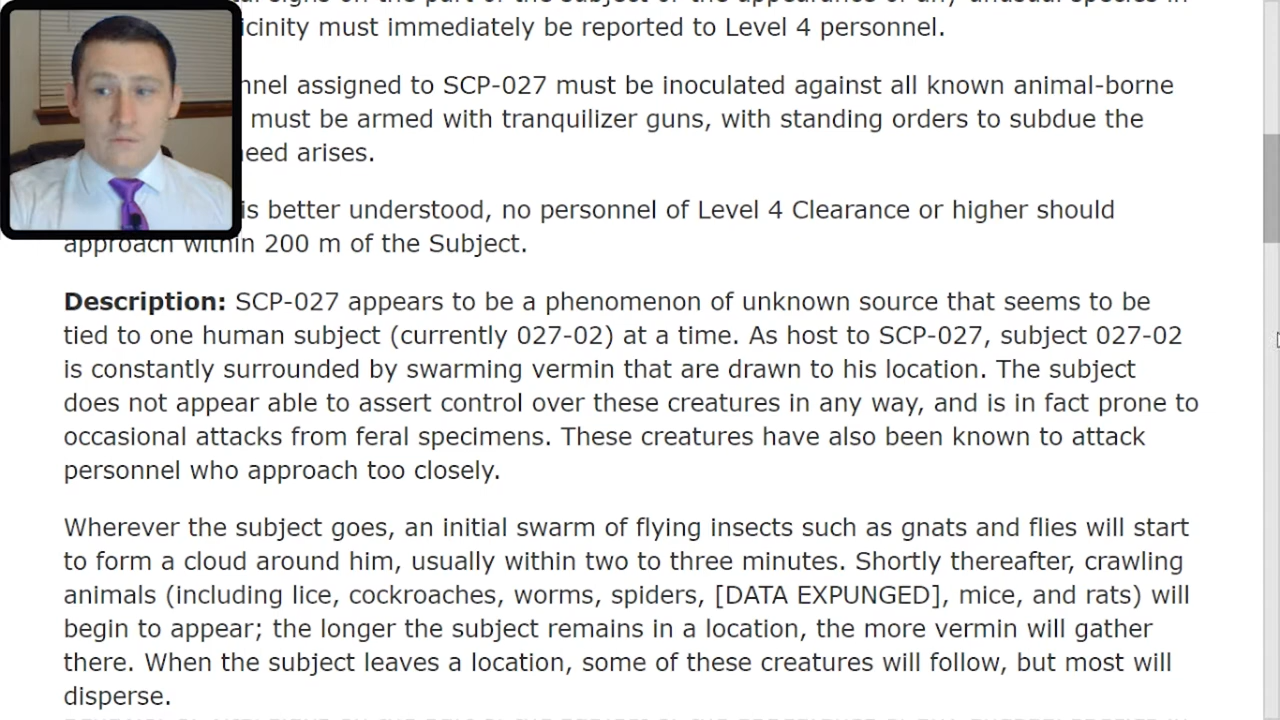 icinity must immediately be reported to Level 4 personnel.
nnel assigned to SCP-027 must be inoculated against all known animal-borne
must be armed with tranquilizer guns, with standing orders to subdue the
need arises.
is better understood, no personnel of Level 4 Clearance or higher should
approach within 200 m of the Subject.
Description: SCP-027 appears to be a phenomenon of unknown source that seems to be
tied to one human subject (currently 027-02) at a time. As host to SCP-027, subject 027-02
is constantly surrounded by swarming vermin that are drawn to his location. The subject
does not appear able to assert control over these creatures in any way, and is in fact prone to
occasional attacks from feral specimens. These creatures have also been known to attack
personnel who approach too closely.
Wherever the subject goes, an initial swarm of flying insects such as gnats and flies will start
to form a cloud around him, usually within two to three minutes. Shortly thereafter, crawling
animals (including lice, cockroaches, worms, spiders, [DATA EXPUNGED], mice, and rats) will
begin to appear; the longer the subject remains in a location, the more vermin will gather
there. When the subject leaves a location, some of these creatures will follow, but most will
disperse.